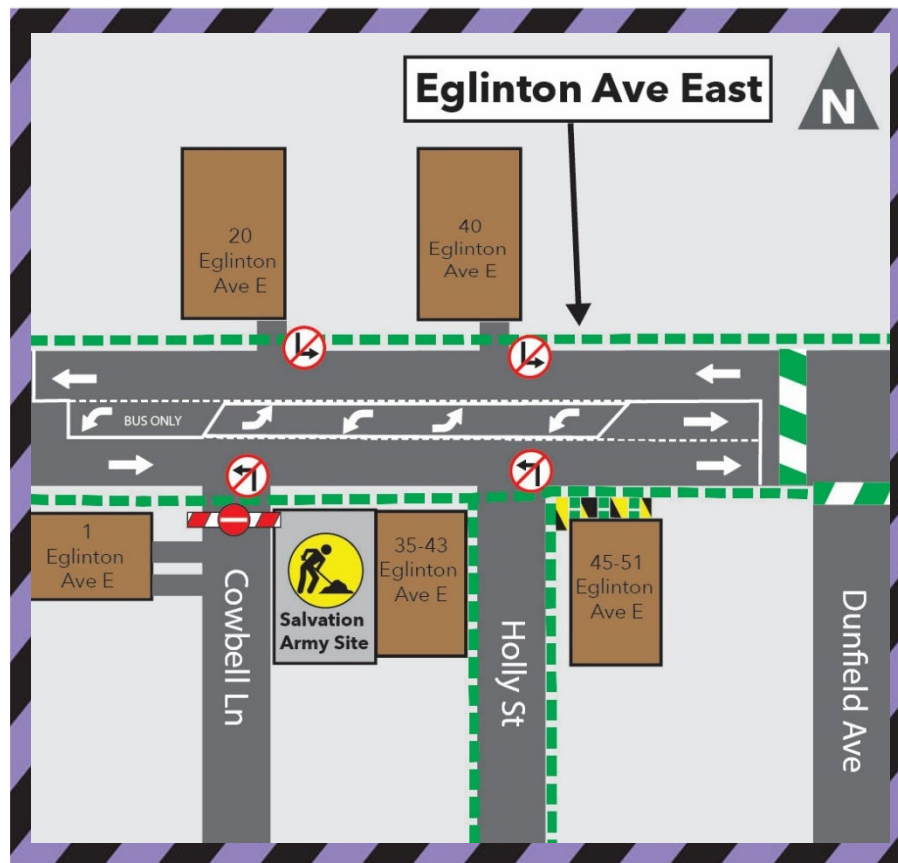 Eglinton Ave East
N
20
Eglinton
Ave E
40
Eglinton
Ave E
BUS ONLY
1
Eglinton
Ave E
Cowbell Ln
Salvation
Army Site
35-43
Eglinton
Ave E
Holly St
45-51
Eglinton
Ave E
Dunfield Ave